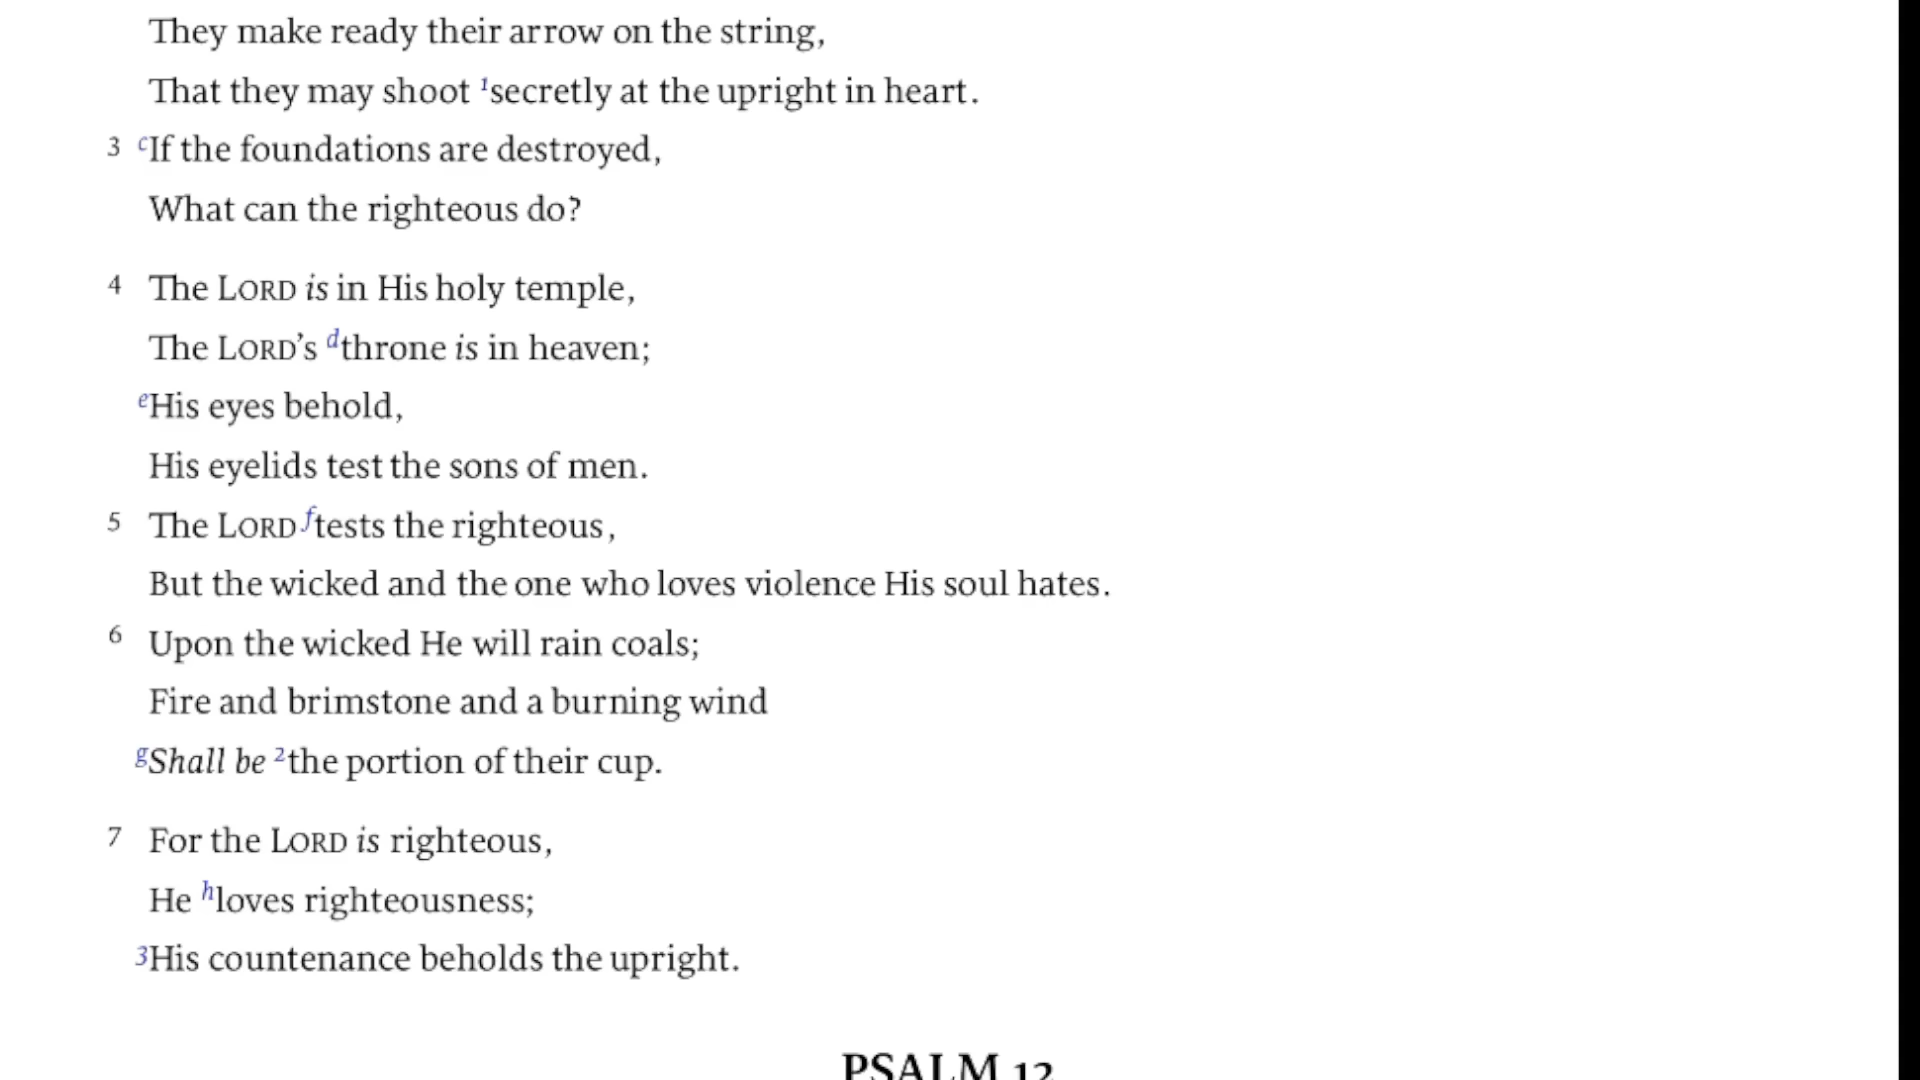 They make ready their arrow on the string,
That they may shoot 1secretly at the upright in heart.
3 cIf the foundations are destroyed,
What can the righteous do?
4 The LORD is in His holy temple,
The LORD’s dthrone is in heaven;
eHis eyes behold,
His eyelids test the sons of men.
5 The LORD ftests the righteous,
But the wicked and the one who loves violence His soul hates.
6 Upon the wicked He will rain coals;
Fire and brimstone and a burning wind
gShall be 2the portion of their cup.
7 For the LORD is righteous,
He hloves righteousness;
3His countenance beholds the upright.
PSALM 12